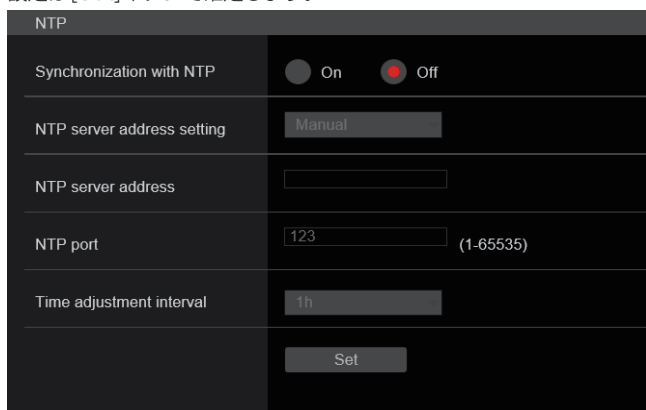 NTP
Synchronization with NTP On Off
NTP server address setting Manual
NTP server address
NTP port 123 (1-65535)
Time adjustment interval 1h
Set